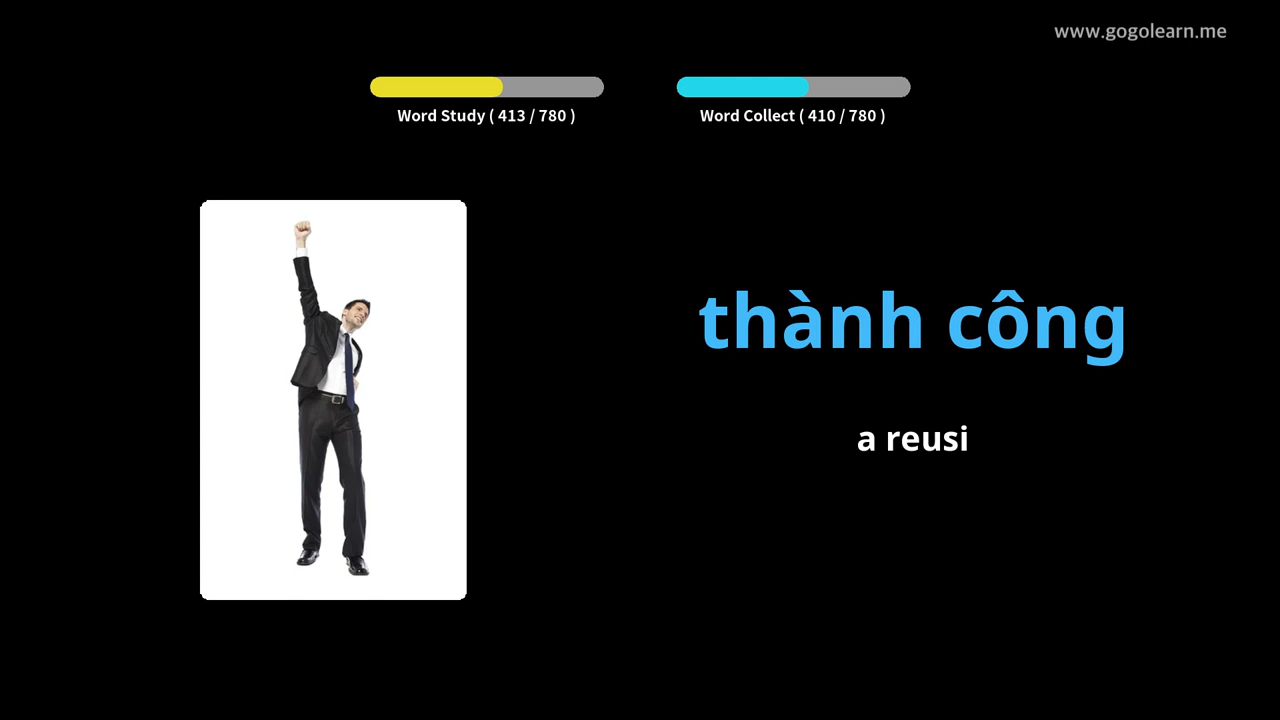 www.gogolearn.me
Word Study ( 413 / 780 )
Word Collect ( 410 / 780 )
thành công
a reusi